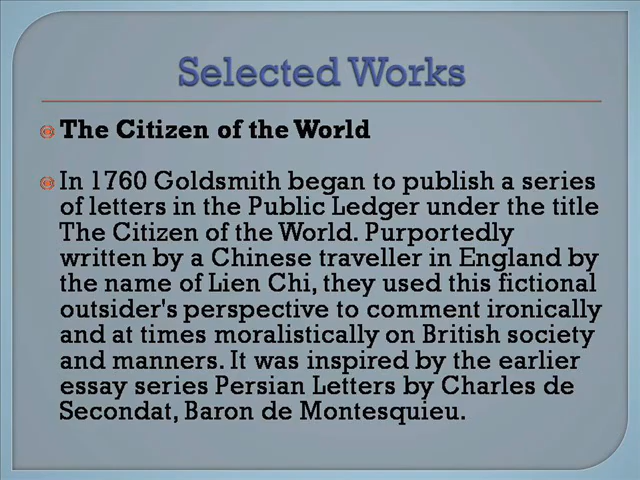 Selected Works
The Citizen of the World
In 1760 Goldsmith began to publish a series
of letters in the Public Ledger under the title
The Citizen of the World. Purportedly
written by a Chinese traveller in England by
the name of Lien Chi, they used this fictional
outsider's perspective to comment ironically
and at times moralistically on British society
and manners. It was inspired by the earlier
essay series Persian Letters by Charles de
Secondat, Baron de Montesquieu.